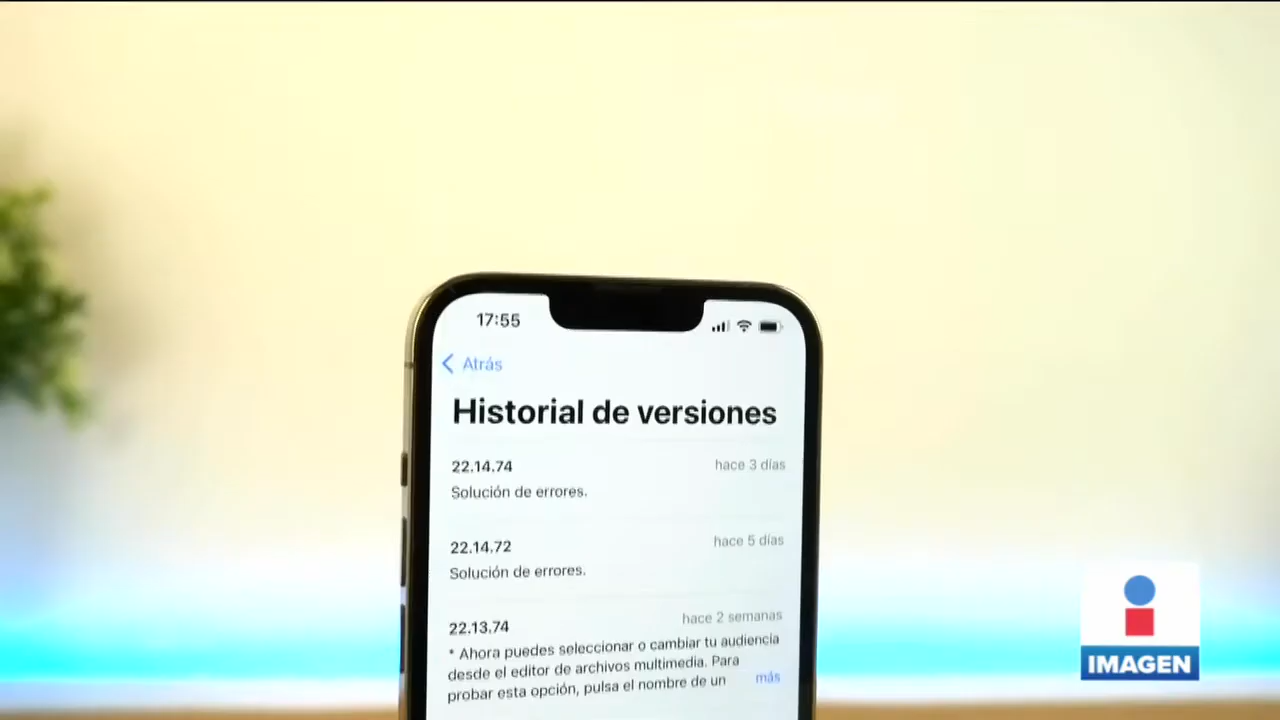 17:55
Atrás
Historial de versiones
22.14.74
hace 3 días
Solución de errores.
22.14.72
hace 5 días
Solución de errores.
22.13.74
hace 2 semanas
* Ahora puedes seleccionar o cambiar tu audiencia
desde el editor de archivos multimedia. Para
probar esta opción, pulsa el nombre de un
más
IMAGEN